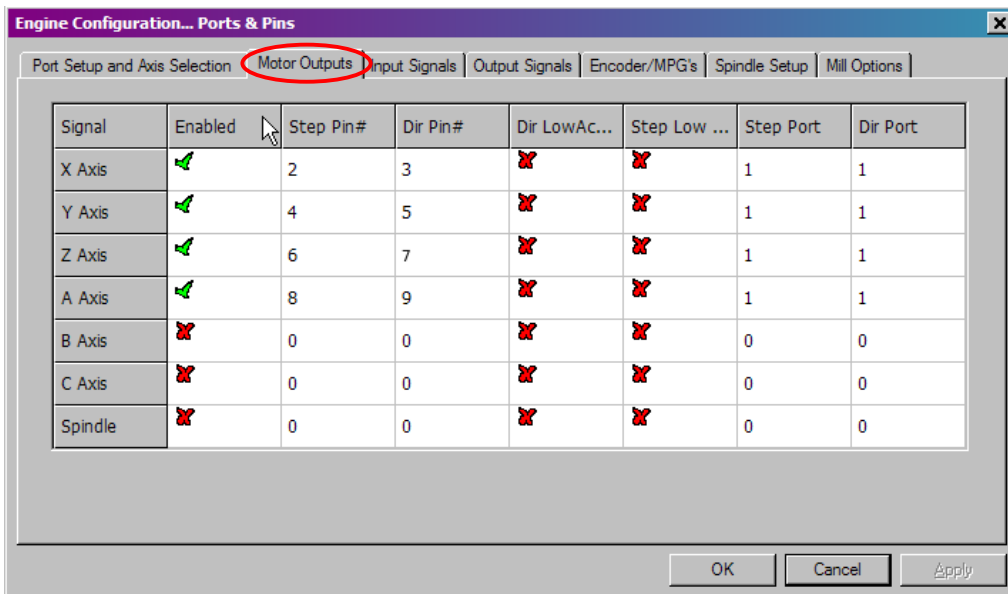 Engine Configuration... Ports & Pins
Port Setup and Axis Selection Motor Outputs Input Signals Output Signals Encoder/MPG's Spindle Setup Mill Options
Signal Enabled Step Pin# Dir Pin# Dir LowAc... Step Low ... Step Port Dir Port
X Axis 2 3 1 1
Y Axis 4 5 1 1
Z Axis 6 7 1 1
A Axis 8 9 1 1
B Axis 0 0 0 0
C Axis 0 0 0 0
Spindle 0 0 0 0
OK Cancel Apply